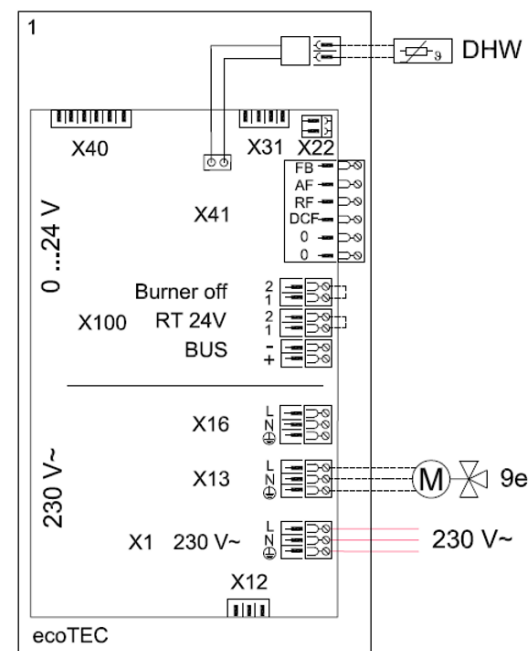 1
DHW
ϑ
X40
X31
X22
FB
AF
RF
DCF
0
0
X41
0 ...24 V
Burner off
2
1
X100
RT 24V
2
1
BUS
-
+
X16
L
N
230 V~
X13
L
N
M
9e
X1 230 V~
L
N
230 V~
X12
ecoTEC